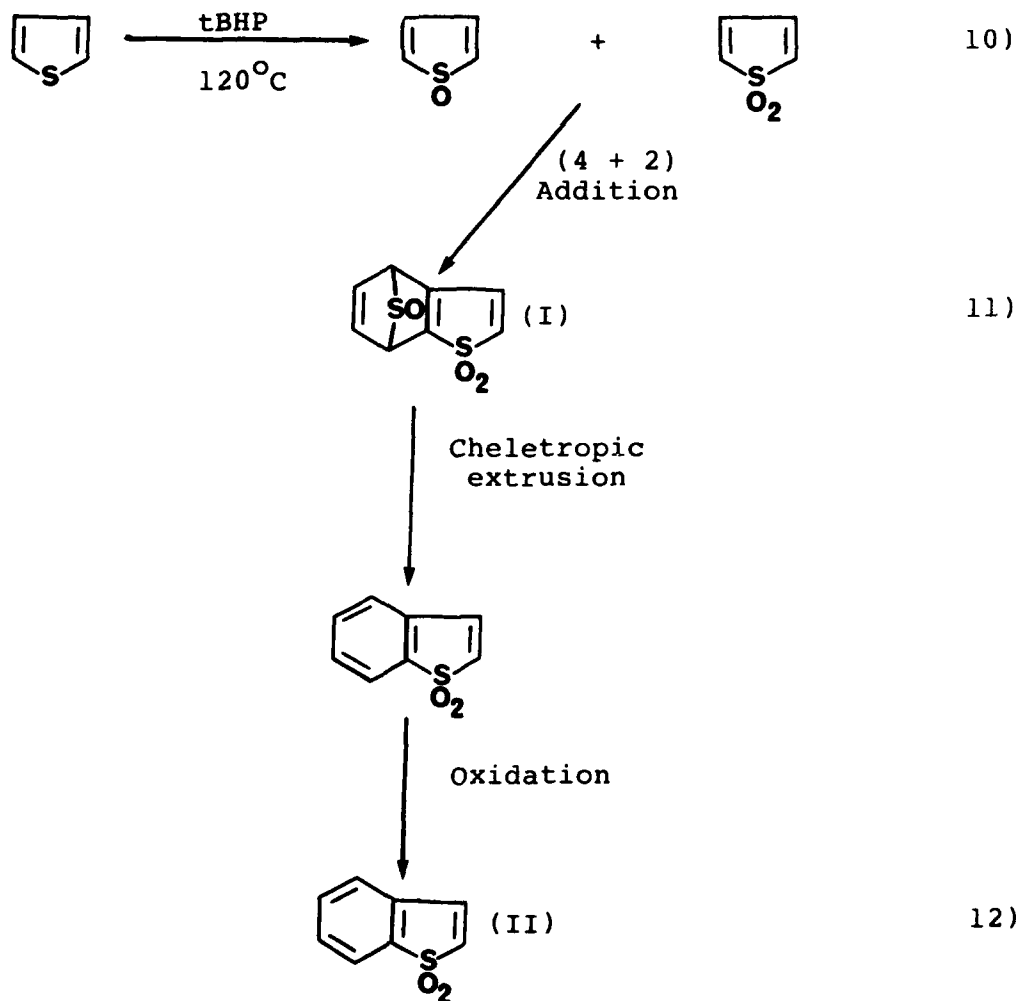 tBHP
120°C
S
S
O
+
S
O2
10)
(4 + 2)
Addition
SO
S
O2
(I)
11)
Cheletropic
extrusion
S
O2
Oxidation
S
O2
(II)
12)